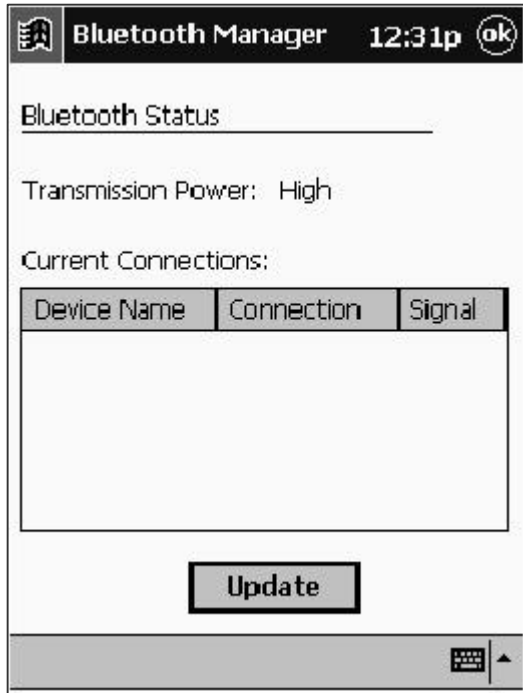 Bluetooth Manager 12:31p ok
Bluetooth Status
Transmission Power: High
Current Connections:
Device Name Connection Signal
Update